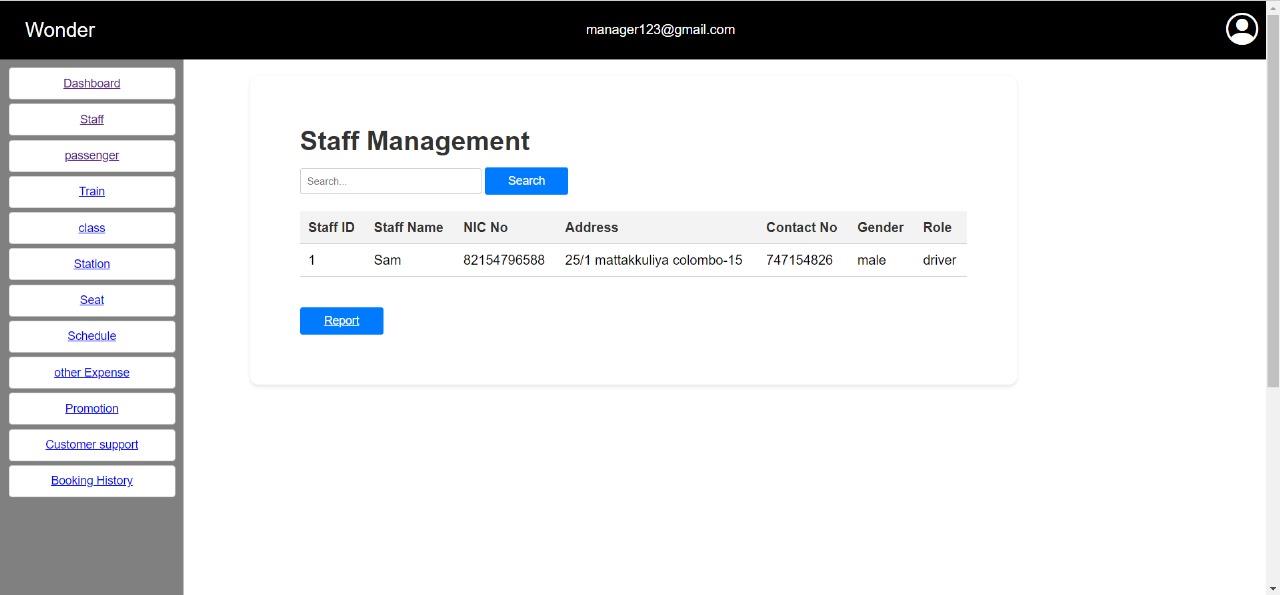 Wonder
manager123@gmail.com
Dashboard
Staff
passenger
Train
class
Station
Seat
Schedule
other Expense
Promotion
Customer support
Booking History
Staff Management
Search... Search
Staff ID Staff Name NIC No Address Contact No Gender Role
1 Sam 82154796588 25/1 mattakkuliya colombo-15 747154826 male driver
Report